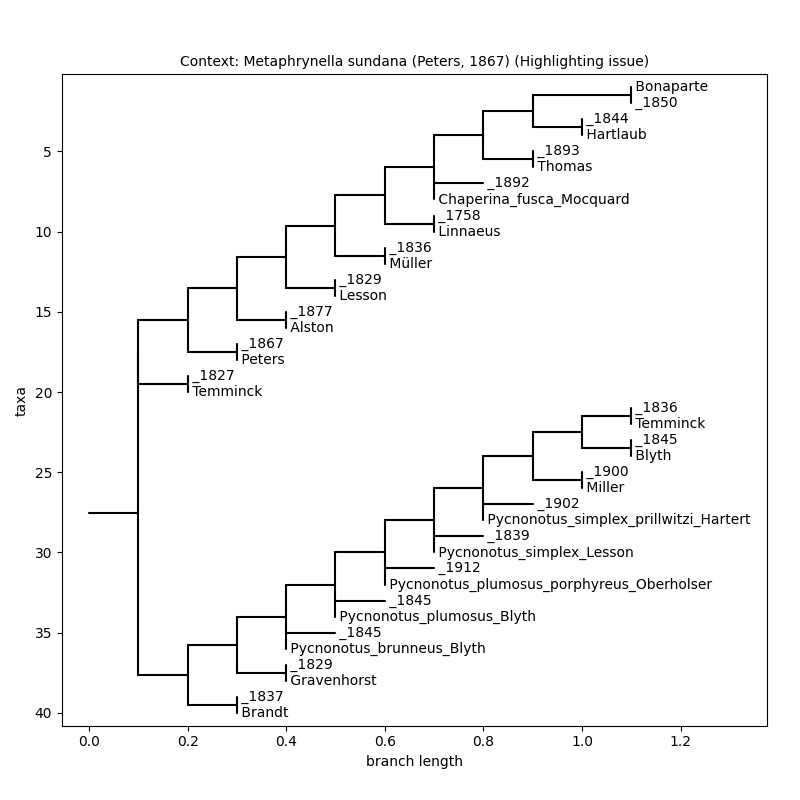 Context: Metaphrynella sundana (Peters, 1867) (Highlighting issue)
Bonaparte
_1850
_1844
Hartlaub
_1893
Thomas
_1892
Chaperina_fusca_Mocquard
_1758
Linnaeus
_1836
Müller
_1829
Lesson
_1877
Alston
_1867
Peters
_1827
Temminck
_1836
Temminck
_1845
Blyth
_1900
Miller
_1902
Pycnonotus_simplex_prillwitzi_Hartert
_1839
Pycnonotus_simplex_Lesson
_1912
Pycnonotus_plumosus_porphyreus_Oberholser
_1845
Pycnonotus_plumosus_Blyth
_1845
Pycnonotus_brunneus_Blyth
_1829
Gravenhorst
_1837
Brandt
5
10
15
20
25
30
35
40
taxa
0.0 0.2 0.4 0.6 0.8 1.0 1.2
branch length